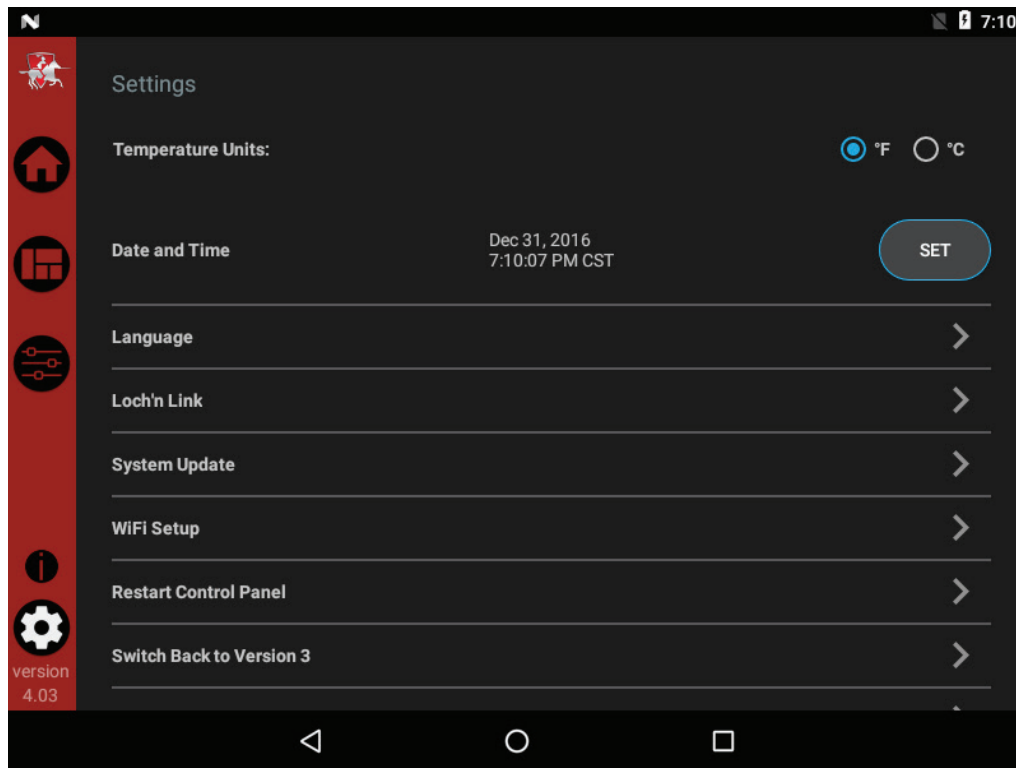 7:10
Settings
Temperature Units:
°F
°C
Date and Time
Dec 31, 2016
7:10:07 PM CST
SET
Language
Loch'n Link
System Update
WiFi Setup
Restart Control Panel
Switch Back to Version 3
version
4.03